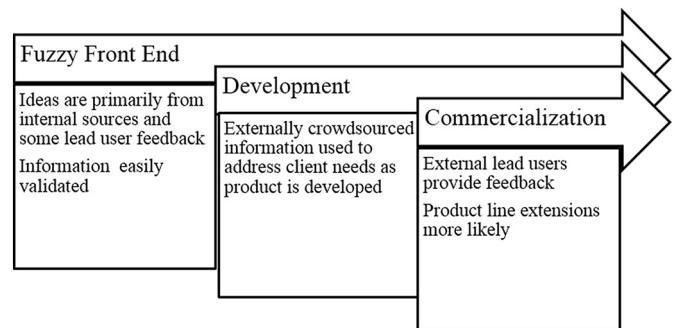 Fuzzy Front End
Ideas are primarily from
internal sources and
some lead user feedback
Information easily
validated
Development
Externally crowdsourced
information used to
address client needs as
product is developed
Commercialization
External lead users
provide feedback
Product line extensions
more likely